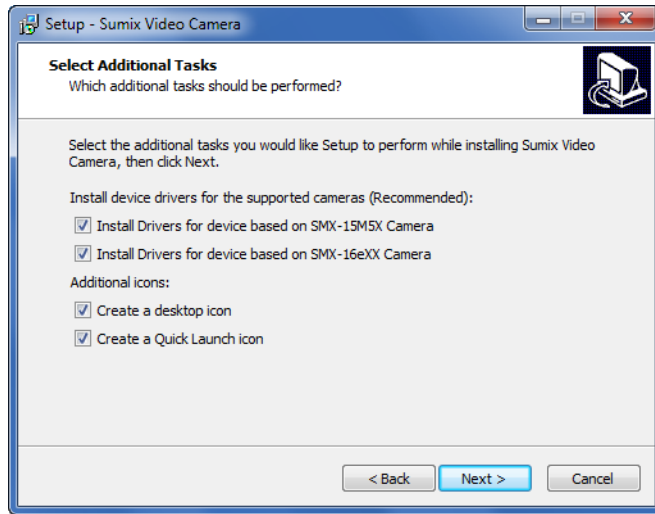 Setup - Sumix Video Camera
Select Additional Tasks
Which additional tasks should be performed?
Select the additional tasks you would like Setup to perform while installing Sumix Video
Camera, then click Next.
Install device drivers for the supported cameras (Recommended):
Install Drivers for device based on SMX-15M5X Camera
Install Drivers for device based on SMX-16eXX Camera
Additional icons:
Create a desktop icon
Create a Quick Launch icon
< Back
Next >
Cancel